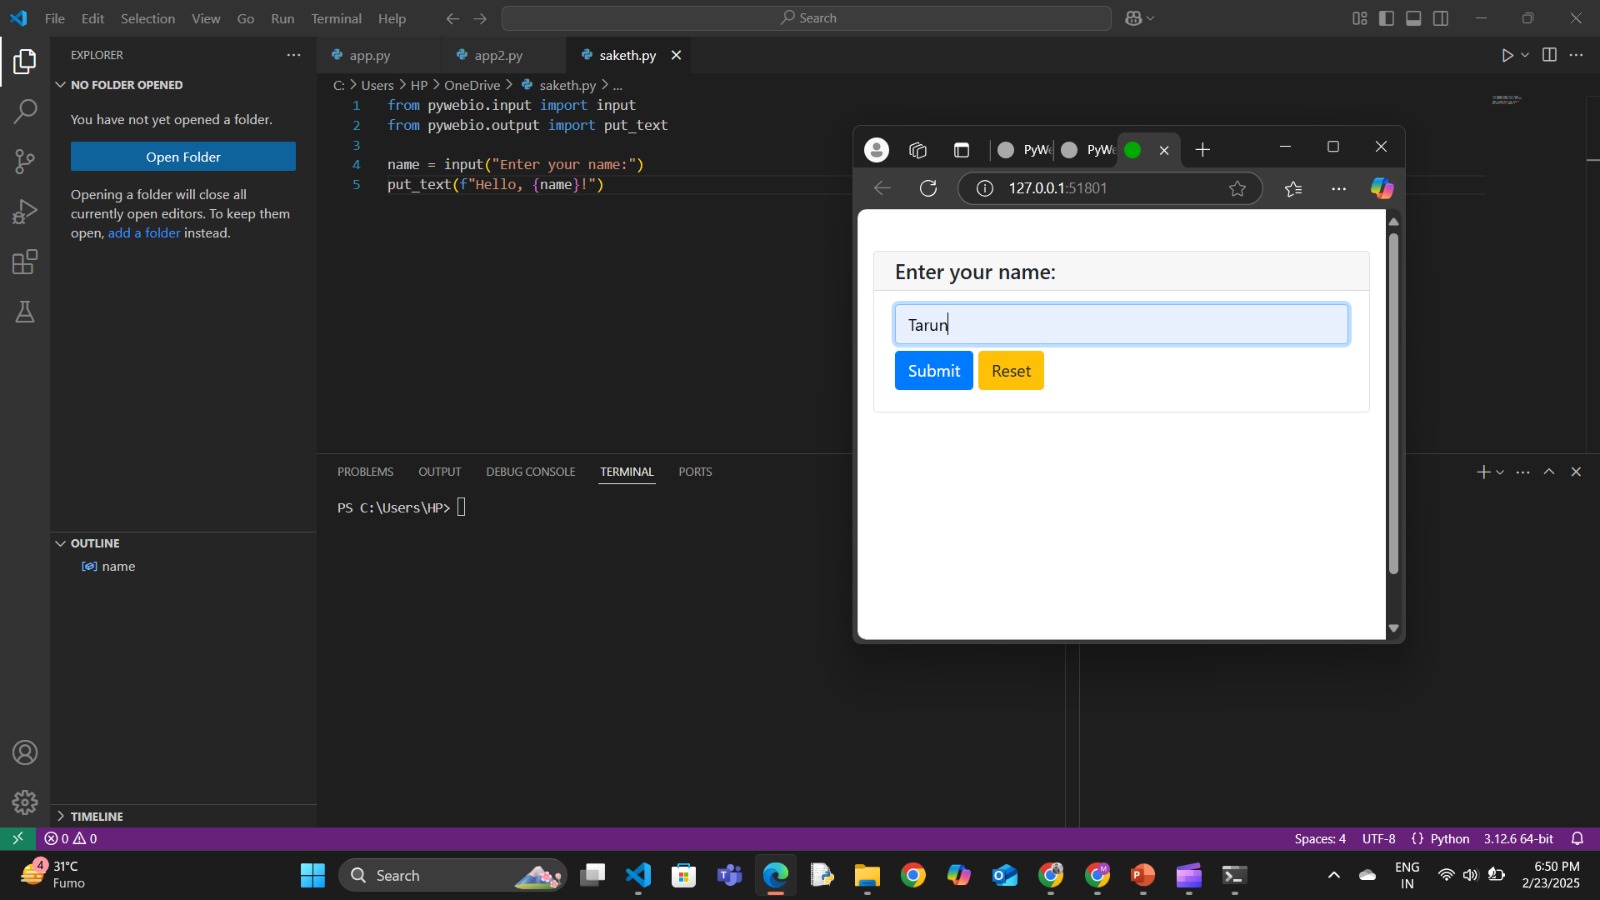 File Edit Selection View Go Run Terminal Help Search
EXPLORER
NO FOLDER OPENED
You have not yet opened a folder.
Open Folder
Opening a folder will close all
currently open editors. To keep them
open, add a folder instead.
OUTLINE
name
TIMELINE
app.py app2.py saketh.py
C: > Users > HP > OneDrive > saketh.py > ...
1 from pywebio.input import input
2 from pywebio.output import put_text
3
4 name = input("Enter your name:")
5 put_text(f"Hello, {name}!")
PROBLEMS OUTPUT DEBUG CONSOLE TERMINAL PORTS
PS C:\Users\HP>
PyWe PyWe
127.0.0.1:51801
Enter your name:
Tarun
Submit Reset
0 0 Spaces: 4 UTF-8 {} Python 3.12.6 64-bit
4 31°C
Fumo
Search
ENG
IN
6:50 PM
2/23/2025